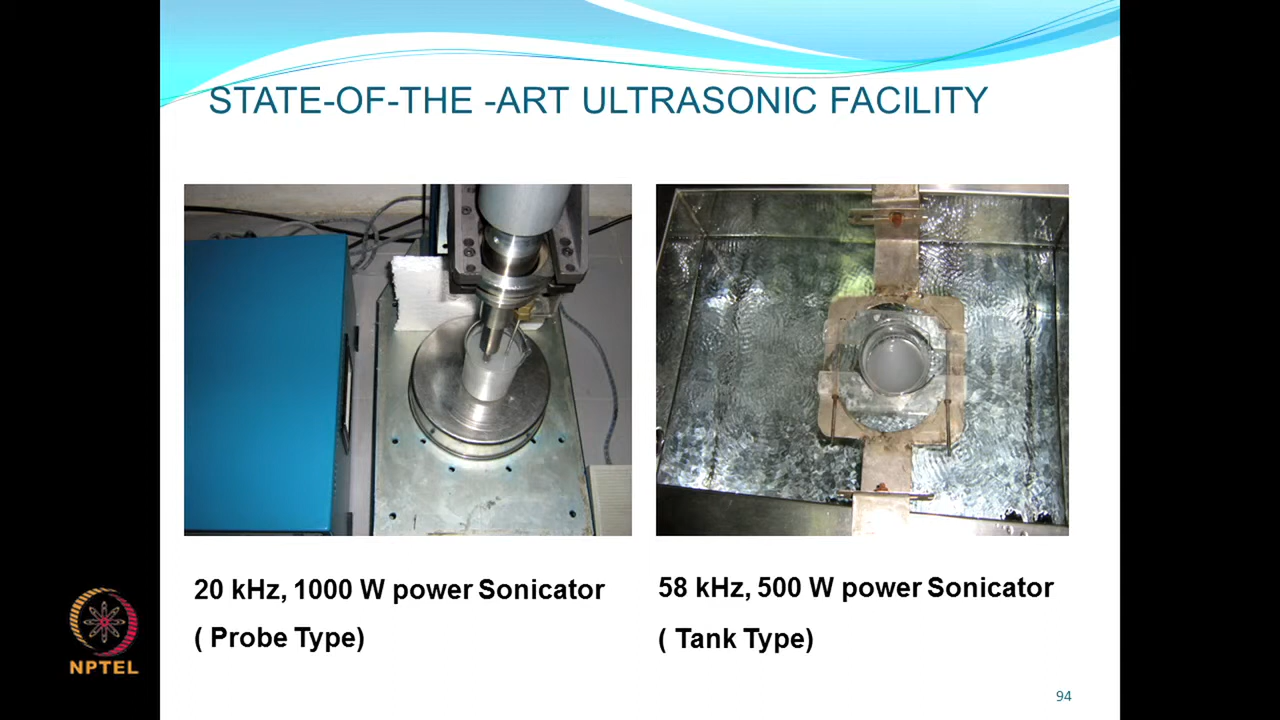 STATE-OF-THE -ART ULTRASONIC FACILITY
20 kHz, 1000 W power Sonicator
( Probe Type)
58 kHz, 500 W power Sonicator
( Tank Type)
NPTEL
94